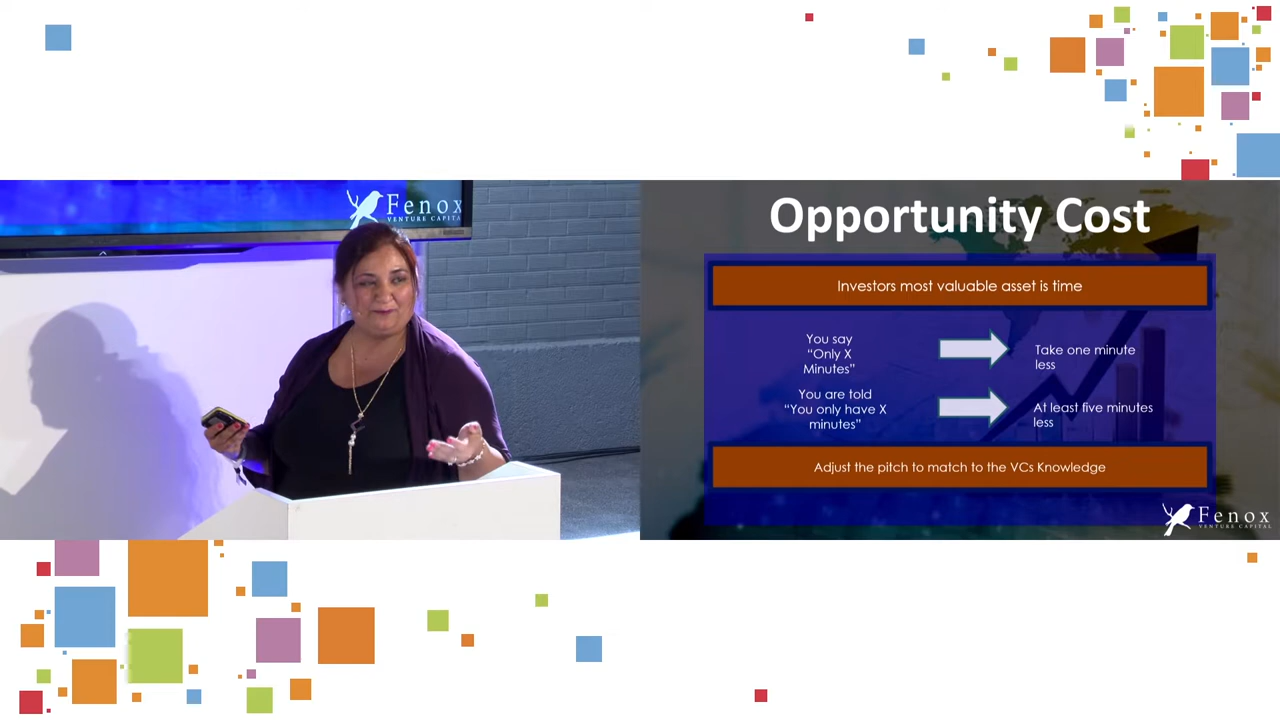 Fenox
VENTURE CAPITAL
Opportunity Cost
Investors most valuable asset is time
You say
“Only X
Minutes”
Take one minute
less
You are told
“You only have X
minutes”
At least five minutes
less
Adjust the pitch to match to the VCs Knowledge
Fenox
VENTURE CAPITAL